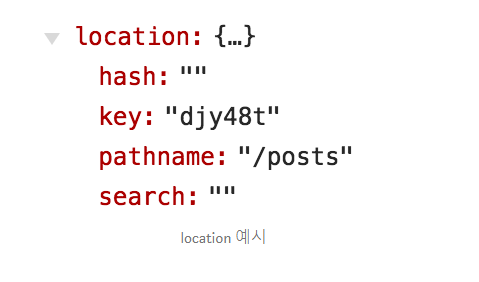 location: {…}
hash: ""
key: "djy48t"
pathname: "/posts"
search: ""
location 예시